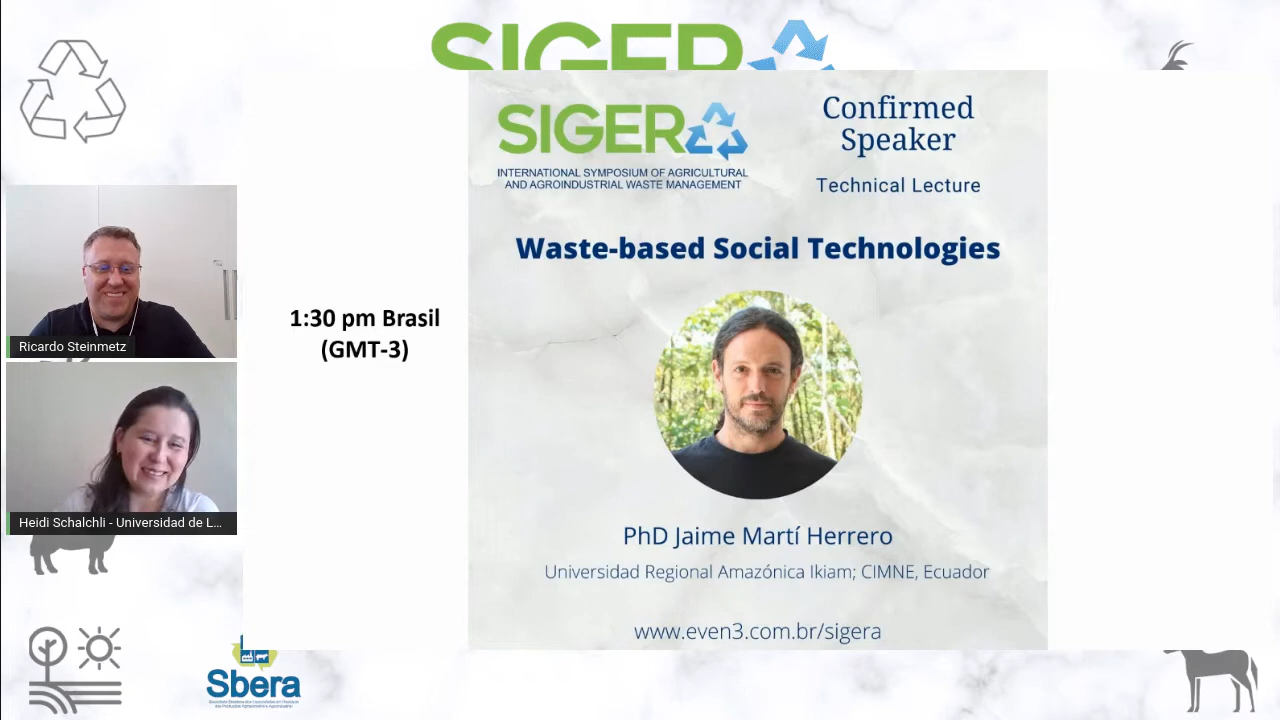 SIGER
SIGER
INTERNATIONAL SYMPOSIUM OF AGRICULTURAL
AND AGROINDUSTRIAL WASTE MANAGEMENT
Confirmed
Speaker
Technical Lecture
Waste-based Social Technologies
1:30 pm Brasil
(GMT-3)
Ricardo Steinmetz
Heidi Schalchli - Universidad de L...
PhD Jaime Martí Herrero
Universidad Regional Amazónica Ikiam; CIMNE, Ecuador
www.even3.com.br/sigera
Sbera